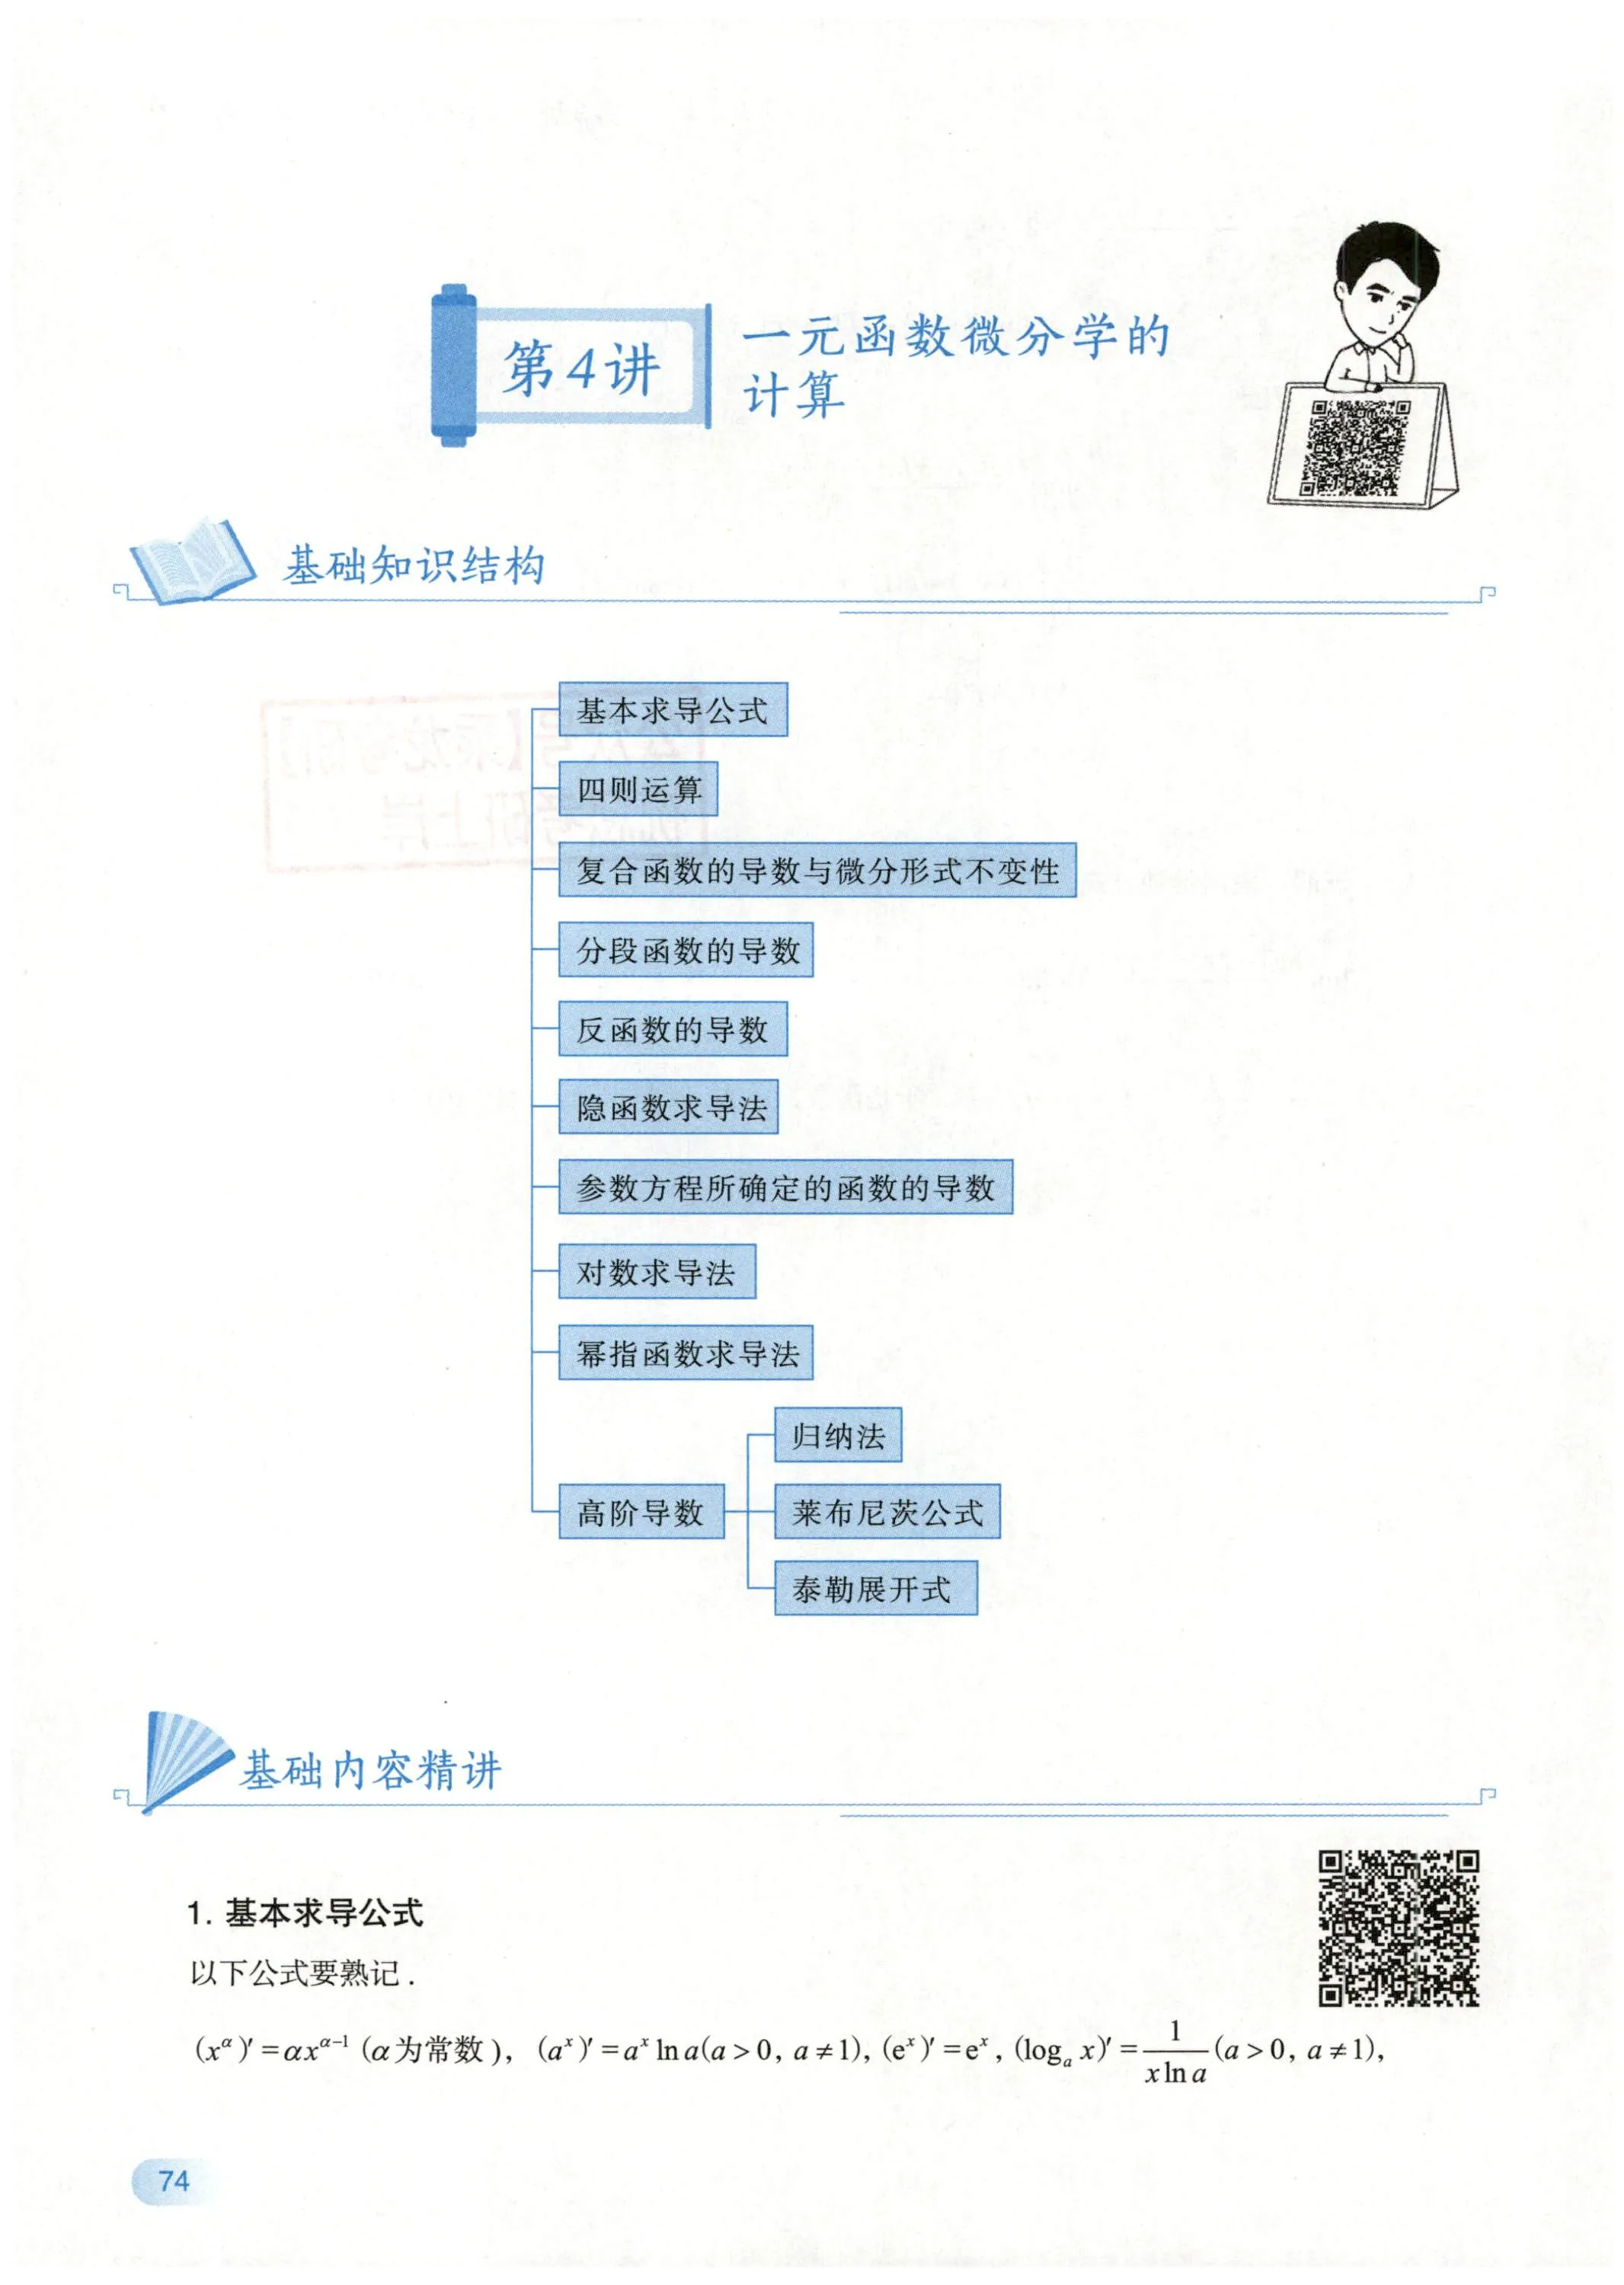 第4讲
一元函数微分学的
计算
基础知识结构
基本求导公式
四则运算
复合函数的导数与微分形式不变性
分段函数的导数
反函数的导数
隐函数求导法
参数方程所确定的函数的导数
对数求导法
幂指函数求导法
高阶导数
归纳法
莱布尼茨公式
泰勒展开式
基础内容精讲
1. 基本求导公式
以下公式要熟记.
(x^α)′=αx^(α−1) (α为常数), (a^x)′=a^x ln a(a>0, a≠1), (e^x)′=e^x, (log_a x)′=1/(x ln a)(a>0, a≠1),
74